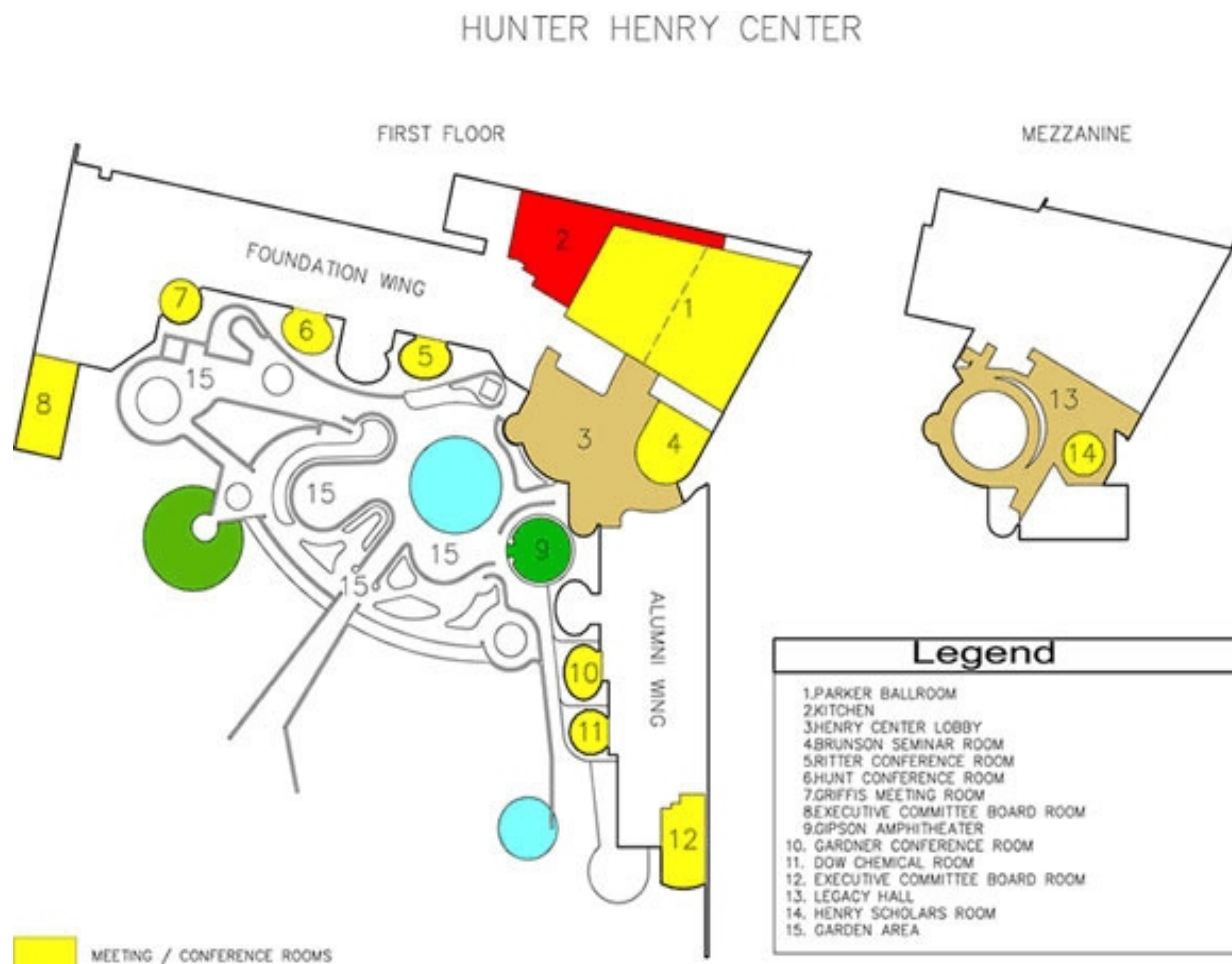 HUNTER HENRY CENTER
FIRST FLOOR
MEZZANINE
FOUNDATION WING
2
1
7
6
5
15
8
3
4
13
14
15
15
9
15
ALUMNI WING
10
11
12
Legend
1.PARKER BALLROOM
2.KITCHEN
3.HENRY CENTER LOBBY
4.BRUNSON SEMINAR ROOM
5.RITTER CONFERENCE ROOM
6.HUNT CONFERENCE ROOM
7.GRIFFIS MEETING ROOM
8.EXECUTIVE COMMITTEE BOARD ROOM
9.GIPSON AMPHITHEATER
10. GARDNER CONFERENCE ROOM
11. DOW CHEMICAL ROOM
12. EXECUTIVE COMMITTEE BOARD ROOM
13. LEGACY HALL
14. HENRY SCHOLARS ROOM
15. GARDEN AREA
MEETING / CONFERENCE ROOMS